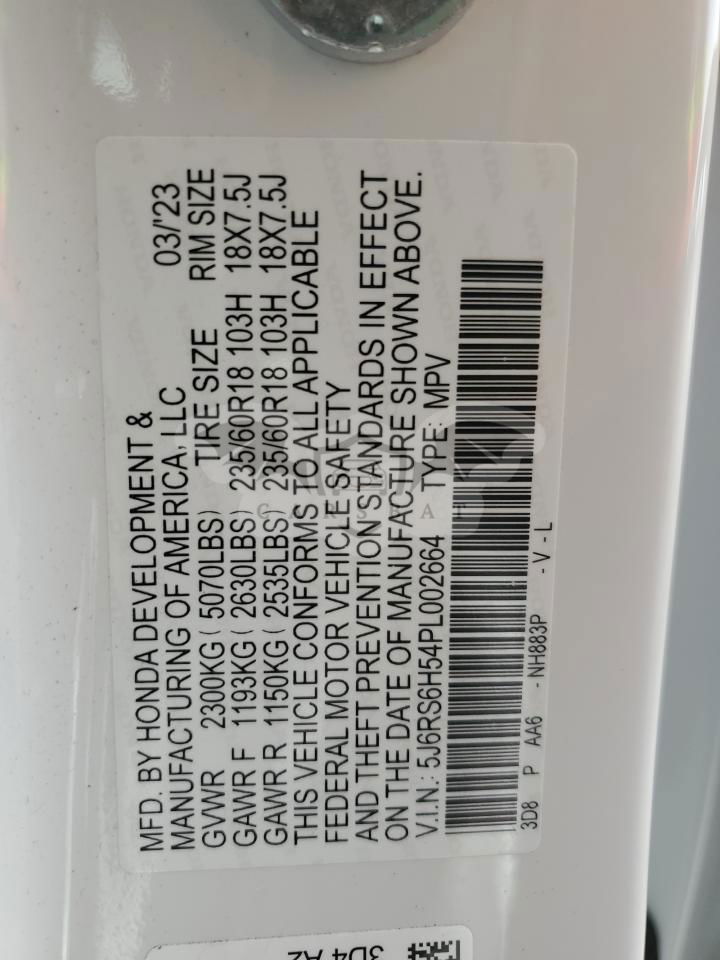 MFD. BY HONDA DEVELOPMENT &
MANUFACTURING OF AMERICA, LLC 03/'23
GVWR 2300KG ( 5070LBS) TIRE SIZE RIM SIZE
GAWR F 1193KG ( 2630LBS) 235/60R18 103H 18X7.5J
GAWR R 1150KG ( 2535LBS) 235/60R18 103H 18X7.5J
THIS VEHICLE CONFORMS TO ALL APPLICABLE
FEDERAL MOTOR VEHICLE SAFETY
AND THEFT PREVENTION STANDARDS IN EFFECT
ON THE DATE OF MANUFACTURE SHOWN ABOVE.
V.I.N.: 5J6RS6H54PL002664 TYPE: MPV
3D8 P AA6 - NH883P - V - L
3D4 A2